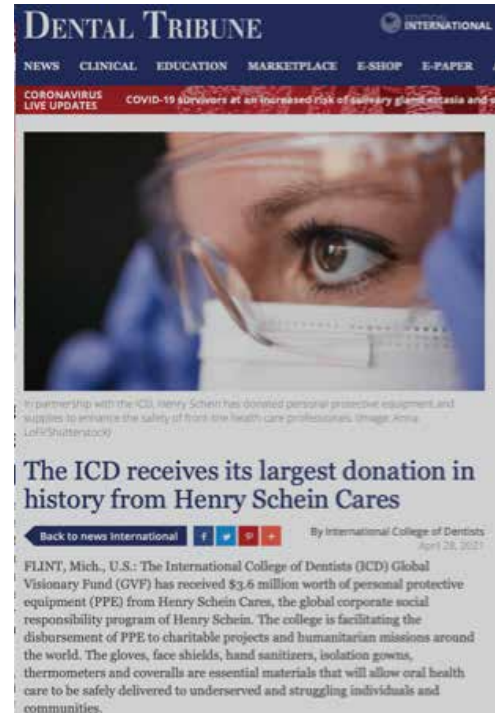 DENTAL TRIBUNE
INTERNATIONAL
NEWS CLINICAL EDUCATION MARKETPLACE E-SHOP E-PAPER
CORONAVIRUS
LIVE UPDATES
COVID-19 survivors at an increased risk of salivary gland ectasia and
In partnership with the ICD, Henry Schein has donated personal protective equipment and
supplies to enhance the safety of front-line health care professionals. (Image: Anna
LoFi/Shutterstock)
The ICD receives its largest donation in
history from Henry Schein Cares
Back to news International
By International College of Dentists
April 28, 2021
FLINT, Mich., U.S.: The International College of Dentists (ICD) Global
Visionary Fund (GVF) has received $3.6 million worth of personal protective
equipment (PPE) from Henry Schein Cares, the global corporate social
responsibility program of Henry Schein. The college is facilitating the
disbursement of PPE to charitable projects and humanitarian missions around
the world. The gloves, face shields, hand sanitizers, isolation gowns,
thermometers and coveralls are essential materials that will allow oral health
care to be safely delivered to underserved and struggling individuals and
communities.